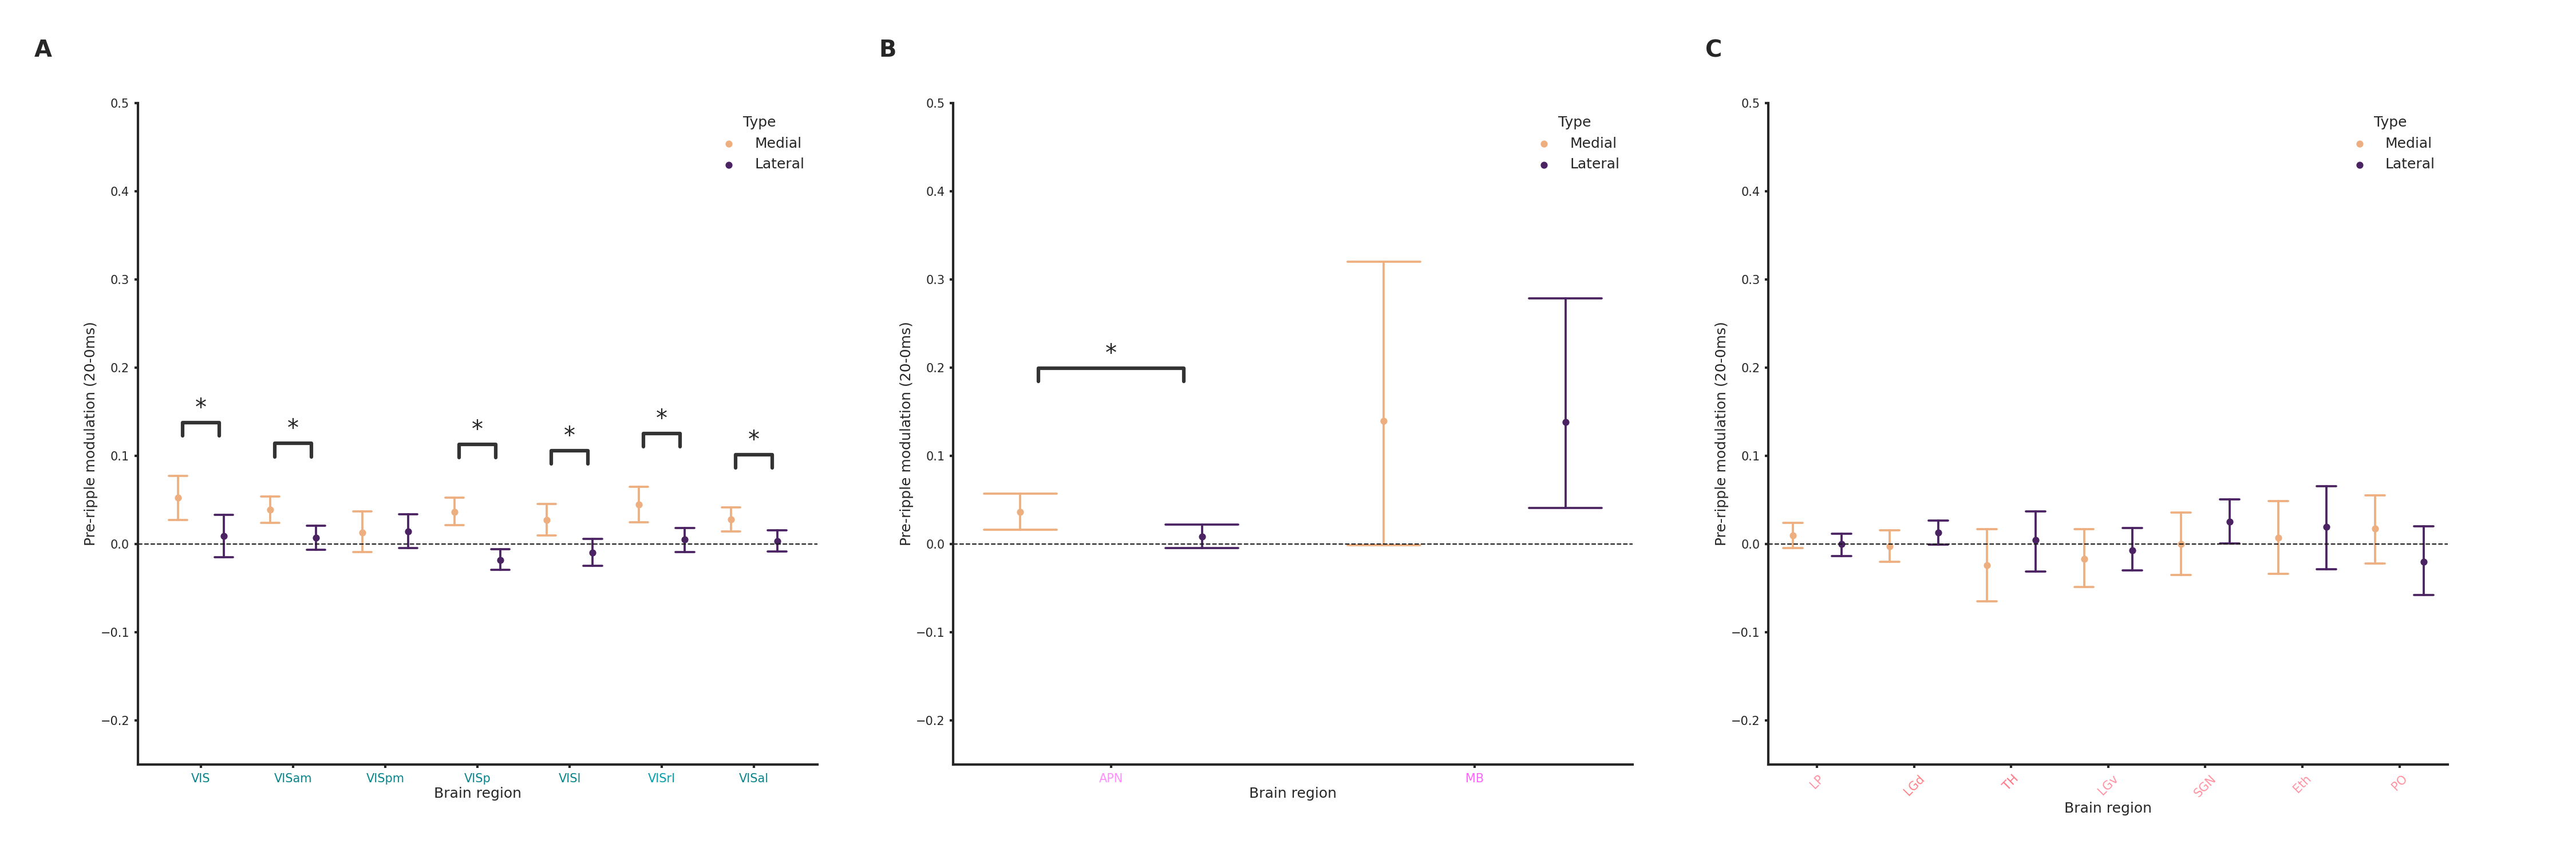 A
Pre-ripple modulation (20-0ms)
0.5
0.4
0.3
0.2
0.1
0.0
−0.1
−0.2
Type
Medial
Lateral
*
*
*
*
*
*
VIS
VISam
VISpm
VISp
VISl
VISrl
VISal
Brain region
B
Pre-ripple modulation (20-0ms)
0.5
0.4
0.3
0.2
0.1
0.0
−0.1
−0.2
Type
Medial
Lateral
*
APN
MB
Brain region
C
Pre-ripple modulation (20-0ms)
0.5
0.4
0.3
0.2
0.1
0.0
−0.1
−0.2
Type
Medial
Lateral
LP
LGd
TH
LGv
SGN
Eth
PO
Brain region